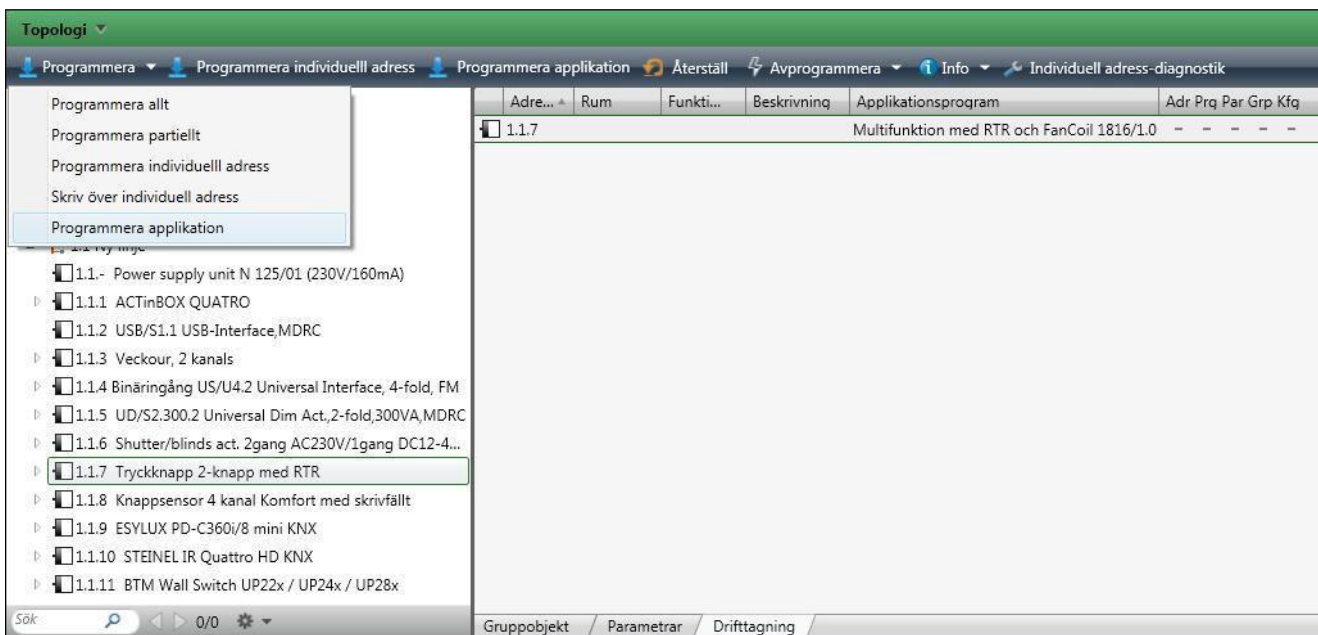 Topologi
Programmera Programmera individuelll adress Programmera applikation Återställ Avprogrammera Info Individuell adress-diagnostik
Programmera allt
Programmera partiellt
Programmera individuelll adress
Skriv över individuell adress
Programmera applikation
1.1 Ny linje
1.1.- Power supply unit N 125/01 (230V/160mA)
1.1.1 ACTinBOX QUATRO
1.1.2 USB/S1.1 USB-Interface,MDRC
1.1.3 Veckour, 2 kanals
1.1.4 Binäringång US/U4.2 Universal Interface, 4-fold, FM
1.1.5 UD/S2.300.2 Universal Dim Act.,2-fold,300VA,MDRC
1.1.6 Shutter/blinds act. 2gang AC230V/1gang DC12-4...
1.1.7 Tryckknapp 2-knapp med RTR
1.1.8 Knappsensor 4 kanal Komfort med skrivfällt
1.1.9 ESYLUX PD-C360i/8 mini KNX
1.1.10 STEINEL IR Quattro HD KNX
1.1.11 BTM Wall Switch UP22x / UP24x / UP28x
Sök 0/0
Adre... Rum Funkti... Beskrivning Applikationsprogram Adr Prg Par Grp Kfg
1.1.7 Multifunktion med RTR och FanCoil 1816/1.0 - - - - -
Gruppobjekt Parametrar Drifttagning